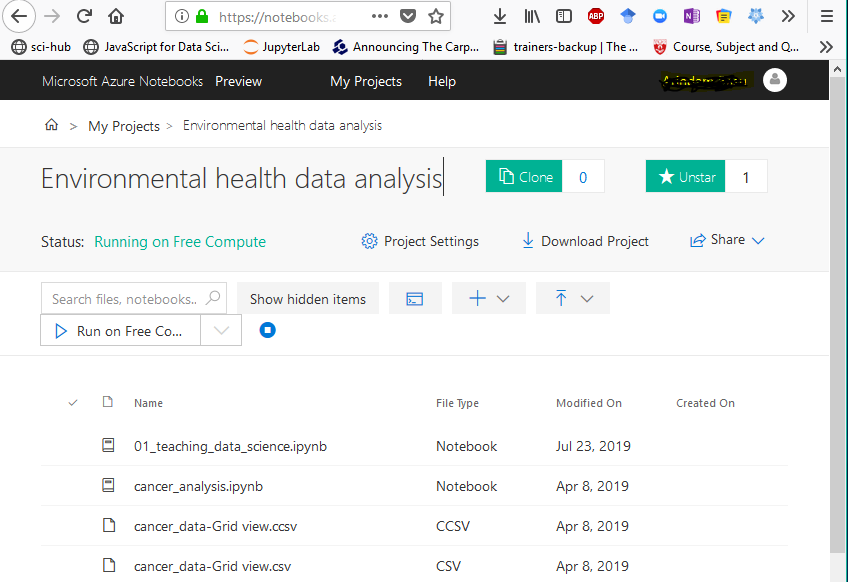 https://notebooks.
ABP
N
sci-hub JavaScript for Data Sci... JupyterLab Announcing The Carp... trainers-backup | The ... Course, Subject and Q...
Microsoft Azure Notebooks Preview My Projects Help
> My Projects > Environmental health data analysis
Environmental health data analysis Clone 0 Unstar 1
Status: Running on Free Compute Project Settings Download Project Share
Search files, notebooks.. Show hidden items
Run on Free Co...
Name File Type Modified On Created On
01_teaching_data_science.ipynb Notebook Jul 23, 2019
cancer_analysis.ipynb Notebook Apr 8, 2019
cancer_data-Grid view.ccsv CCSV Apr 8, 2019
cancer_data-Grid view.csv CSV Apr 8, 2019